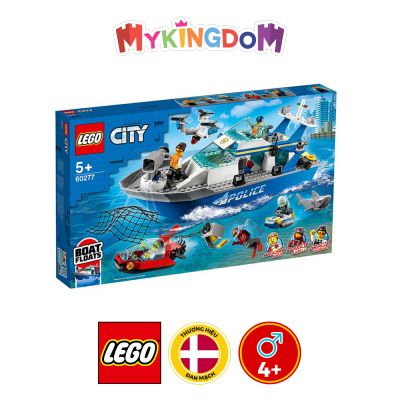 MYKINGDOM
LEGO
CITY
5+
60277
POLICE
BOAT
FLOATS
LEGO
THƯƠNG HIỆU
ĐAN MẠCH
4+